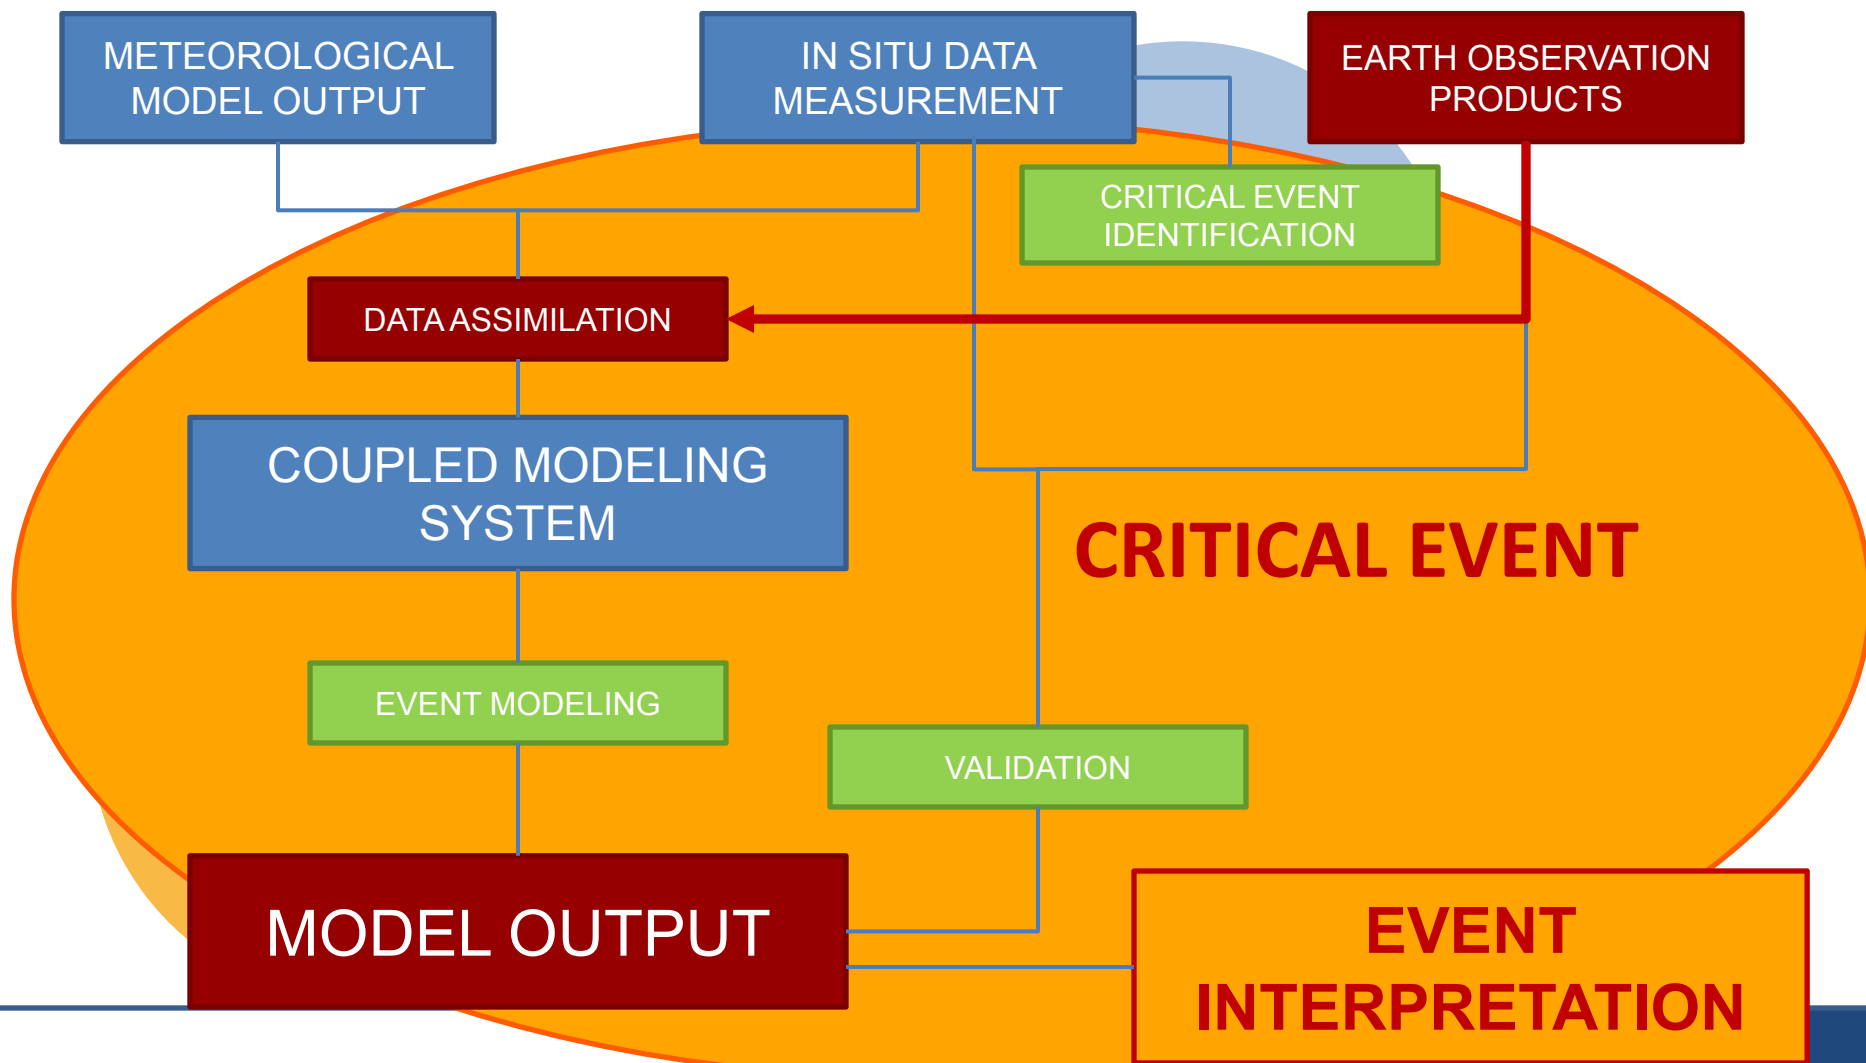 METEOROLOGICAL
MODEL OUTPUT
IN SITU DATA
MEASUREMENT
EARTH OBSERVATION
PRODUCTS
CRITICAL EVENT
IDENTIFICATION
DATA ASSIMILATION
COUPLED MODELING
SYSTEM
CRITICAL EVENT
EVENT MODELING
VALIDATION
MODEL OUTPUT
EVENT
INTERPRETATION